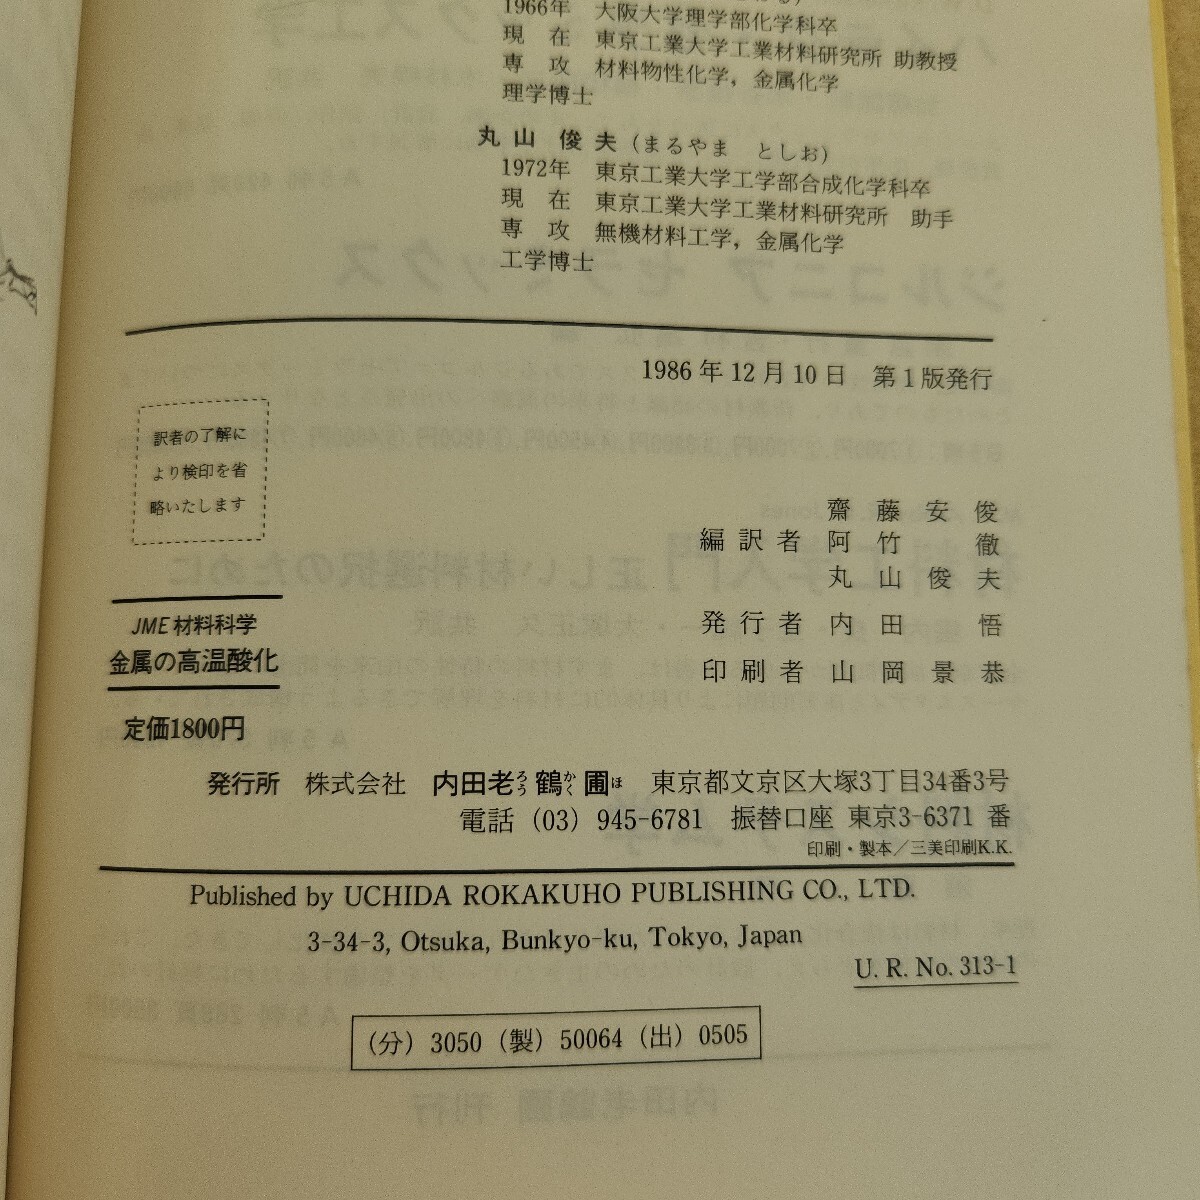 1966年 大阪大学理学部化学科卒
現 在 東京工業大学工業材料研究所 助教授
専 攻 材料物性化学，金属化学
理学博士
丸 山 俊 夫 (まるやま としお)
1972年 東京工業大学工学部合成化学科卒
現 在 東京工業大学工業材料研究所 助手
専 攻 無機材料工学，金属化学
工学博士
1986年12月10日 第1版発行
訳者の了解に
より検印を省
略いたします
齋 藤 安 俊
編 訳 者 阿 竹 徹
丸 山 俊 夫
発 行 者 内 田 悟
印 刷 者 山 岡 景 恭
JME材料科学
金属の高温酸化
定価1800円
発行所 株式会社 内田老ろう鶴かく圃ほ 東京都文京区大塚3丁目34番3号
電話 (03) 945-6781 振替口座 東京3-6371 番
印刷・製本／三美印刷K.K.
Published by UCHIDA ROKAKUHO PUBLISHING CO., LTD.
3-34-3, Otsuka, Bunkyo-ku, Tokyo, Japan
U. R. No. 313-1
(分) 3050 (製) 50064 (出) 0505